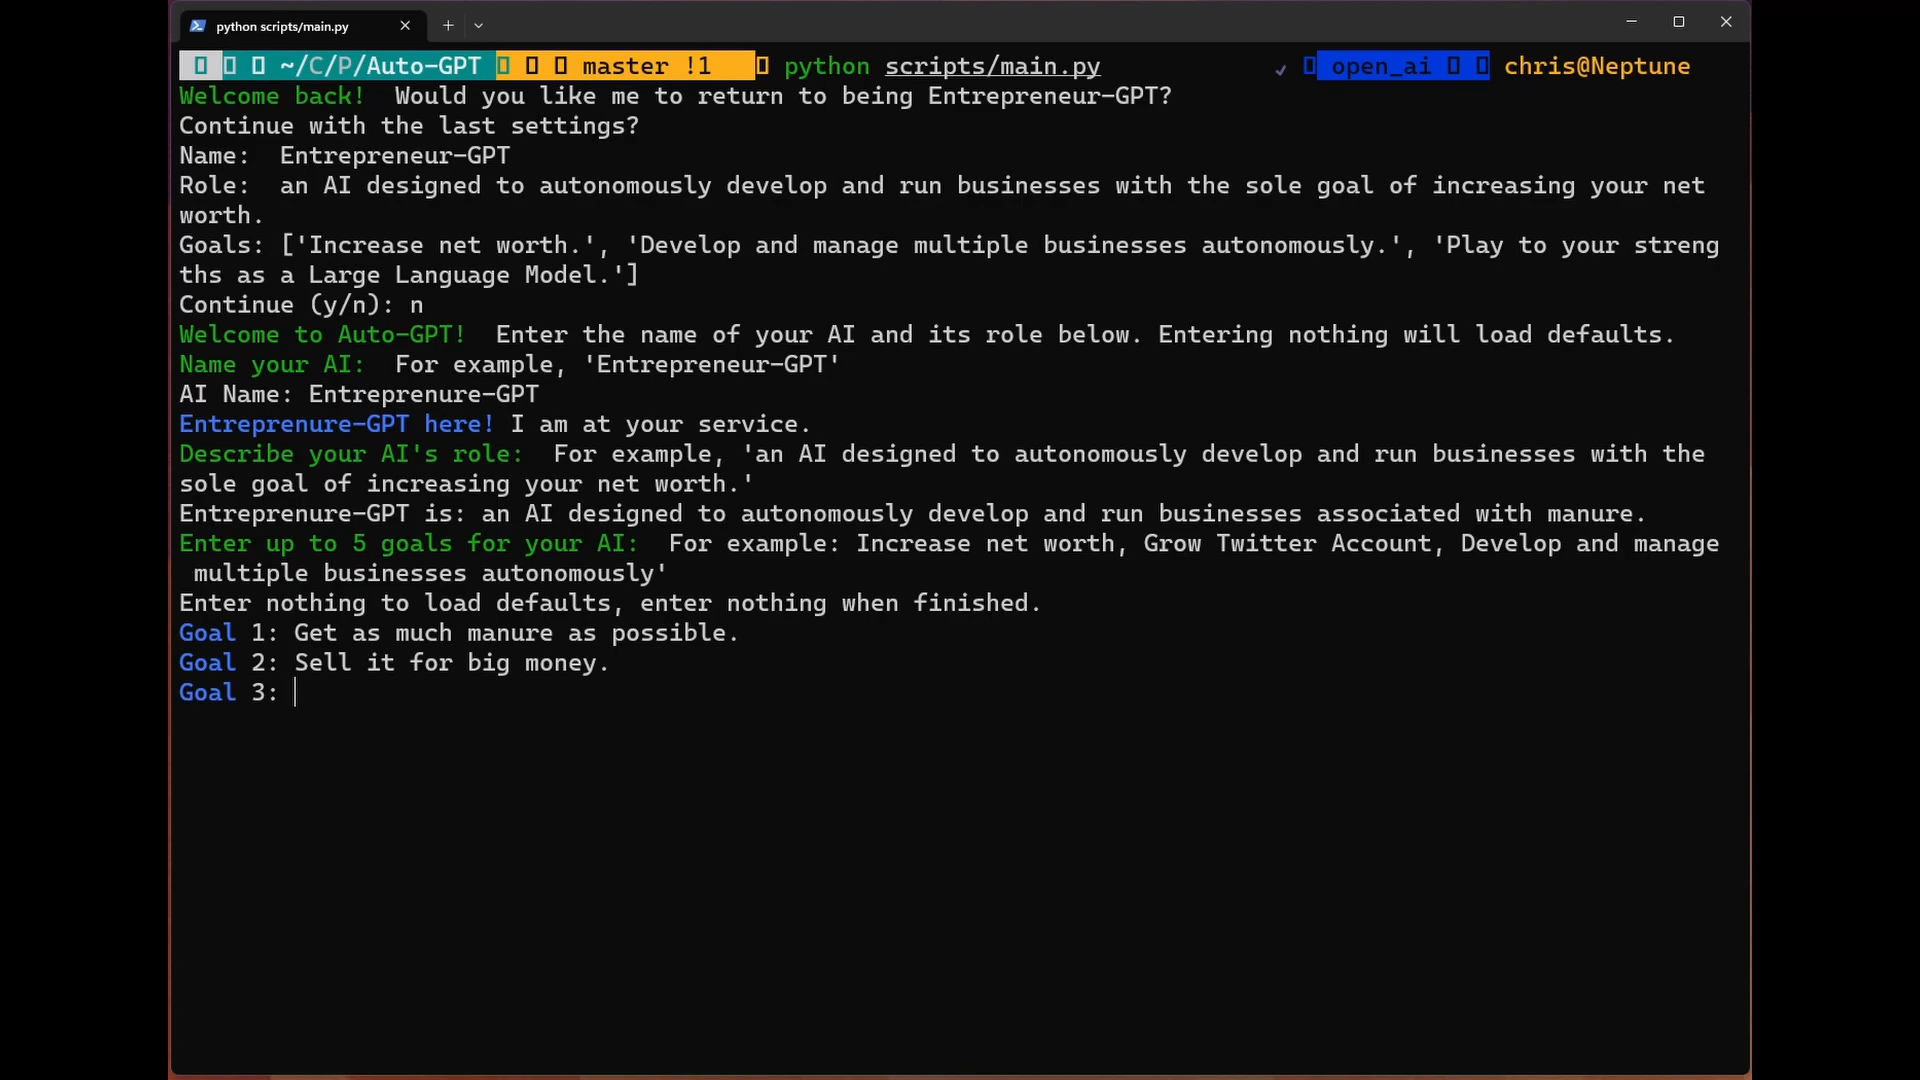 python scripts/main.py
~/C/P/Auto-GPT master !1 python scripts/main.py open_ai chris@Neptune
Welcome back!  Would you like me to return to being Entrepreneur-GPT?
Continue with the last settings?
Name:  Entrepreneur-GPT
Role:  an AI designed to autonomously develop and run businesses with the sole goal of increasing your net
worth.
Goals: ['Increase net worth.', 'Develop and manage multiple businesses autonomously.', 'Play to your streng
ths as a Large Language Model.']
Continue (y/n): n
Welcome to Auto-GPT!  Enter the name of your AI and its role below. Entering nothing will load defaults.
Name your AI:  For example, 'Entrepreneur-GPT'
AI Name: Entreprenure-GPT
Entreprenure-GPT here! I am at your service.
Describe your AI's role:  For example, 'an AI designed to autonomously develop and run businesses with the
sole goal of increasing your net worth.'
Entreprenure-GPT is: an AI designed to autonomously develop and run businesses associated with manure.
Enter up to 5 goals for your AI:  For example: Increase net worth, Grow Twitter Account, Develop and manage
multiple businesses autonomously'
Enter nothing to load defaults, enter nothing when finished.
Goal 1: Get as much manure as possible.
Goal 2: Sell it for big money.
Goal 3: